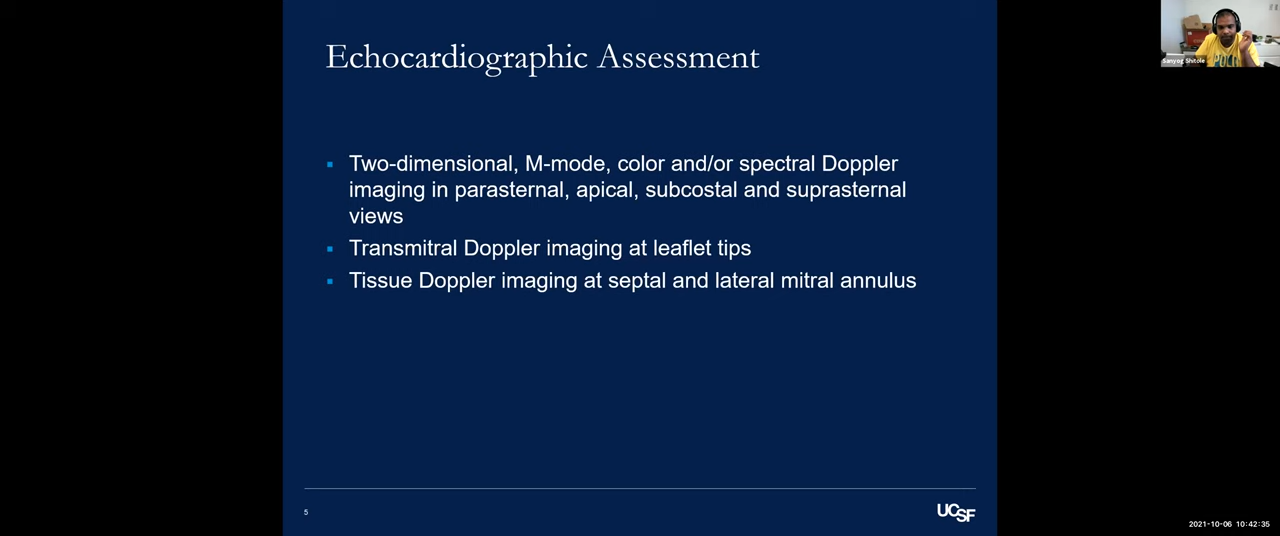 Echocardiographic Assessment
Sanyog Shitole
Two-dimensional, M-mode, color and/or spectral Doppler
imaging in parasternal, apical, subcostal and suprasternal
views
Transmitral Doppler imaging at leaflet tips
Tissue Doppler imaging at septal and lateral mitral annulus
5
UCSF
2021-10-06 10:42:35